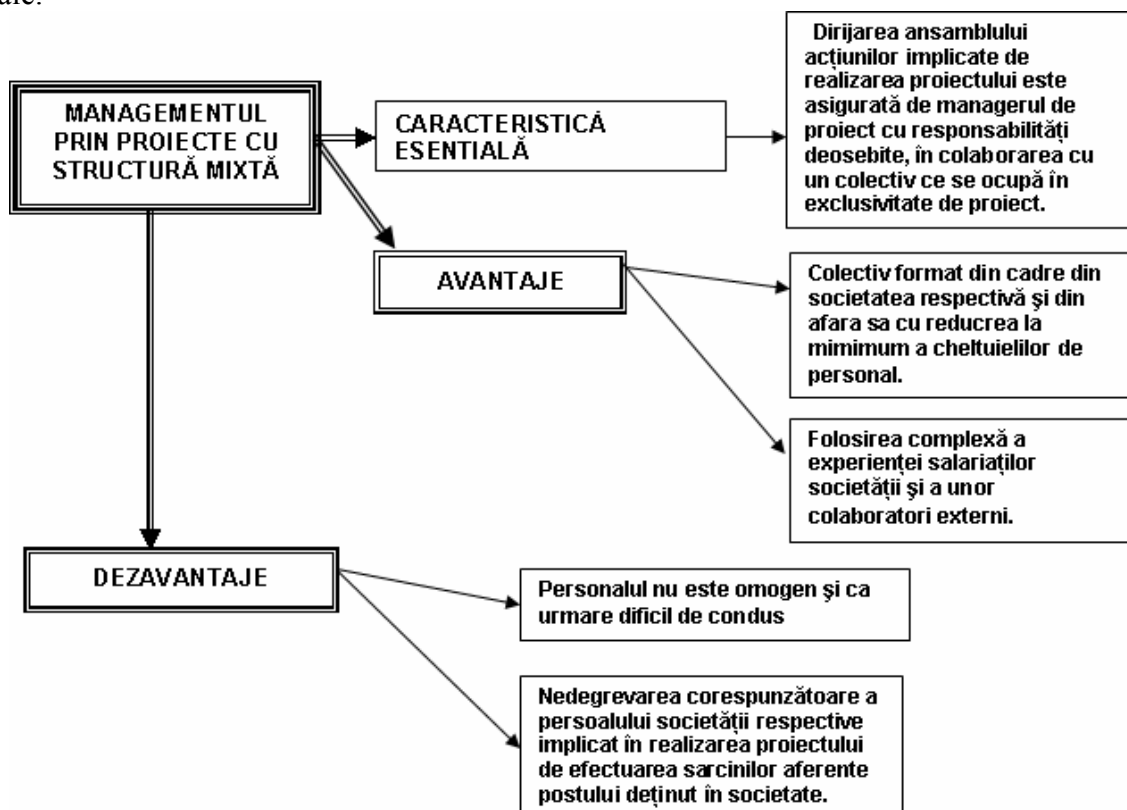 MANAGEMENTUL
PRIN PROIECTE CU
STRUCTURĂ MIXTĂ
CARACTERISTICĂ
ESENTIALĂ
Dirijarea ansamblului
acțiunilor implicate de
realizarea proiectului este
asigurată de managerul de
proiect cu responsabilități
deosebite, în colaborarea cu
un colectiv ce se ocupă în
exclusivitate de proiect.
AVANTAJE
Colectiv format din cadre din
societatea respectivă şi din
afara sa cu reducrea la
mimimum a cheltuielilor de
personal.
Folosirea complexă a
experienței salariaților
societății şi a unor
colaboratori externi.
DEZAVANTAJE
Personalul nu este omogen şi ca
urmare dificil de condus
Nedegrevarea corespunzătoare a
persoalului societății respective
implicat în realizarea proiectului
de efectuarea sarcinilor aferente
postului deținut în societate.